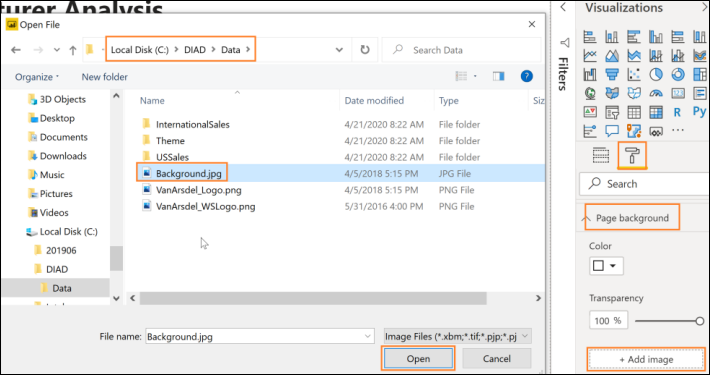 urer Analysis
Open File
Local Disk (C:) > DIAD > Data >
Search Data
Organize
New folder
3D Objects
Desktop
Documents
Downloads
Music
Pictures
Videos
Local Disk (C:)
201906
DIAD
Data
Name Date modified Type Siz
InternationalSales 4/21/2020 8:22 AM File folder
Theme 4/21/2020 8:22 AM File folder
USSales 4/21/2020 8:22 AM File folder
Background.jpg 4/5/2018 5:15 PM JPG File
VanArsdel_Logo.png 4/5/2018 5:15 PM PNG File
VanArsdel_WSLogo.png 5/31/2016 4:00 PM PNG File
File name: Background.jpg
Image Files (*.xbm;*.tif;*.pjp;*.pj
Open
Cancel
Filters
Visualizations
R Py
Search
Page background
Color
Transparency
100 %
+ Add image